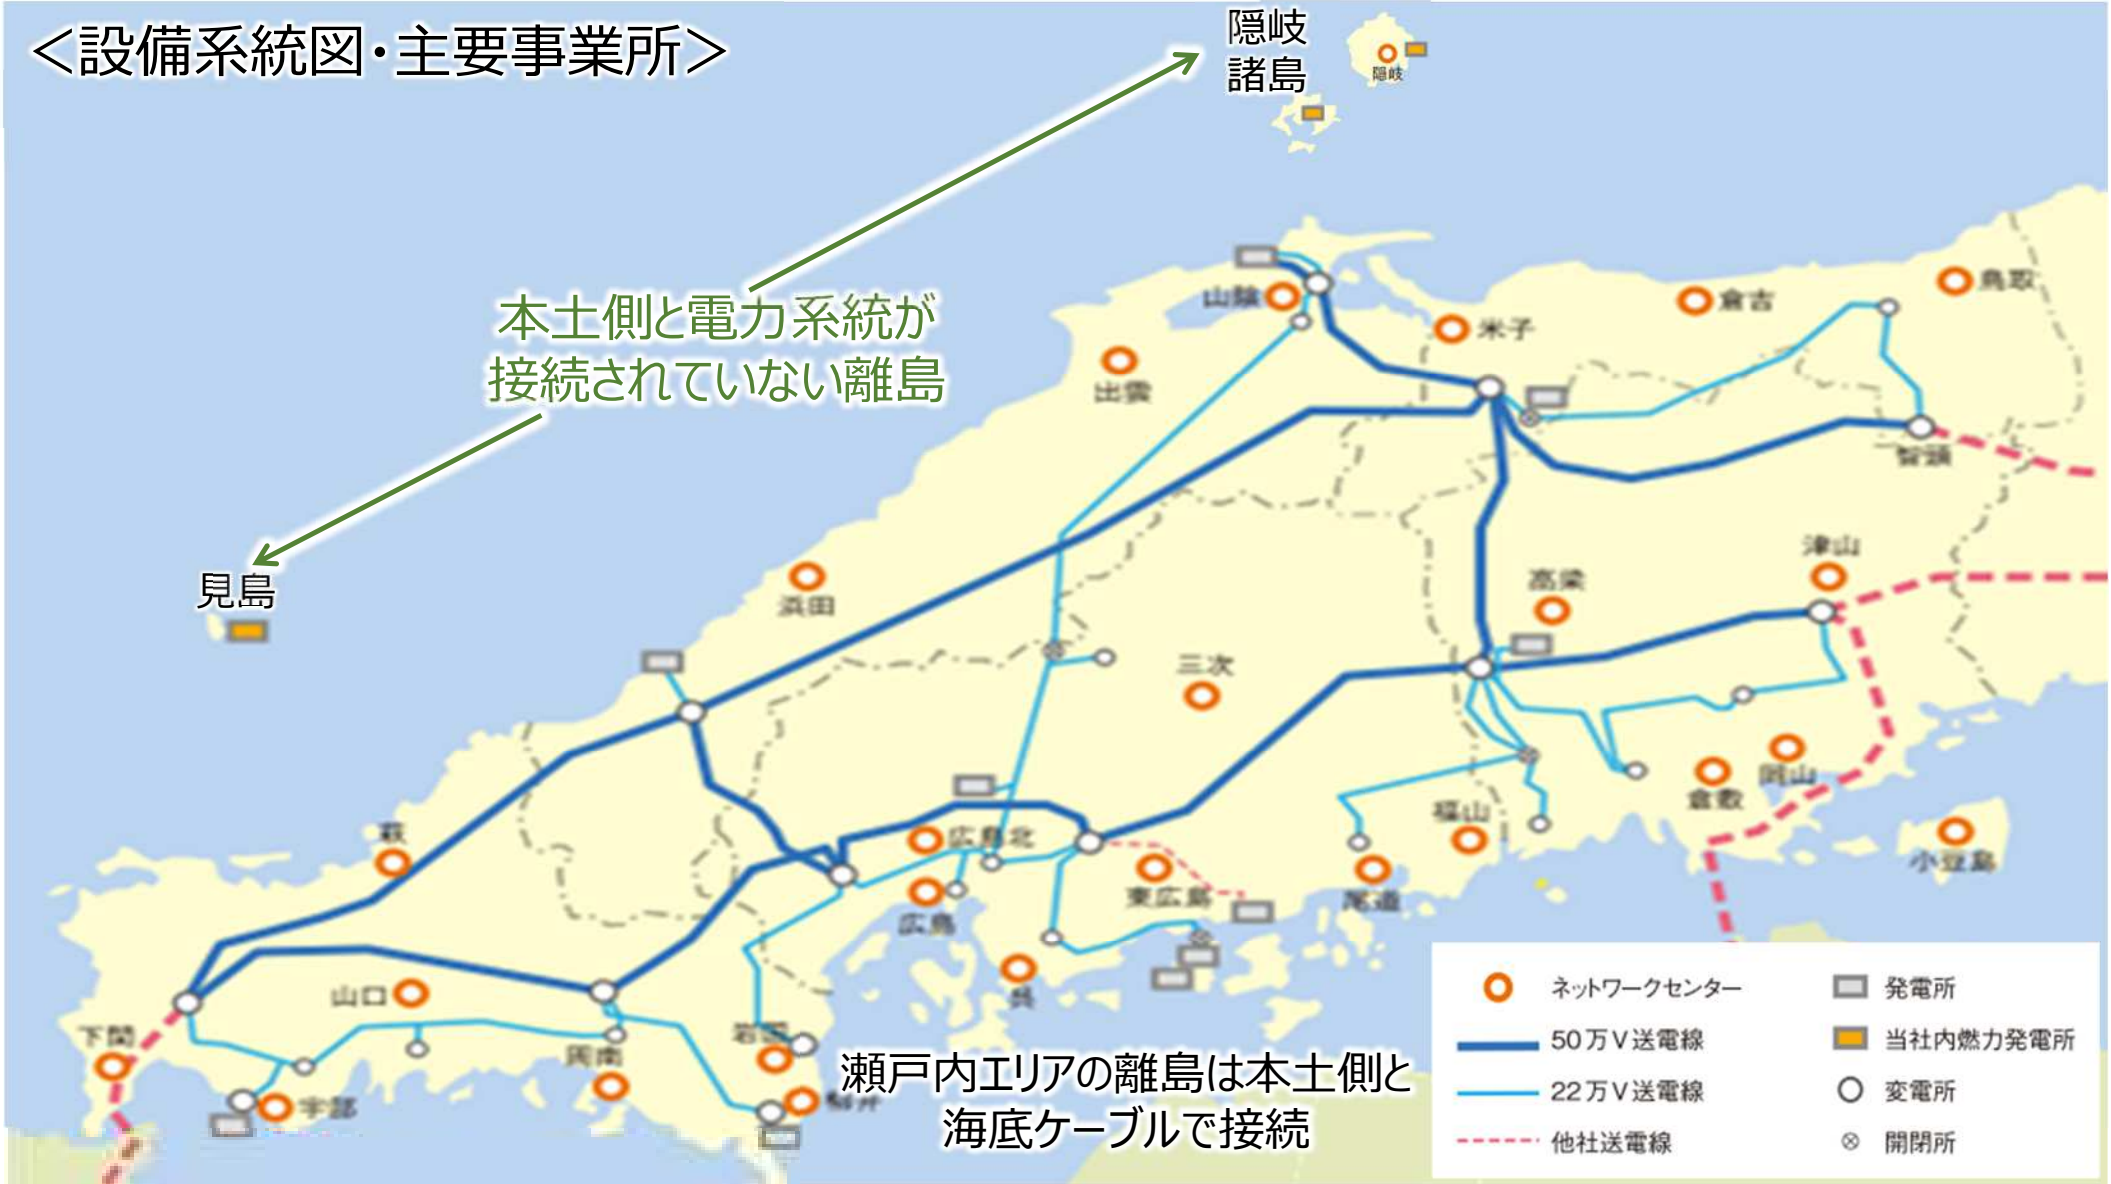 ＜設備系統図・主要事業所＞
隠岐
諸島
隠岐
本土側と電力系統が
接続されていない離島
見島
山陰
米子
倉吉
鳥取
出雲
智頭
浜田
津山
高梁
三次
萩
広島北
広島
東広島
福山
尾道
倉敷
岡山
小豆島
呉
山口
下関
宇部
周南
岩国
柳井
瀬戸内エリアの離島は本土側と
海底ケーブルで接続
ネットワークセンター
50万V送電線
22万V送電線
他社送電線
発電所
当社内燃力発電所
変電所
開閉所